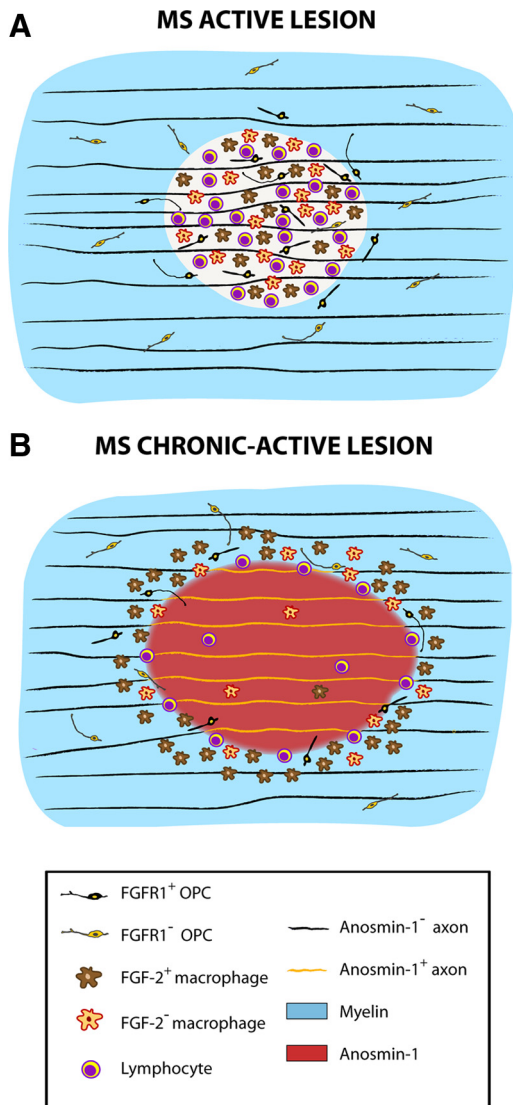 A
MS ACTIVE LESION
B
MS CHRONIC-ACTIVE LESION
FGFR1⁺ OPC
FGFR1⁻ OPC
FGF-2⁺ macrophage
FGF-2⁻ macrophage
Lymphocyte
Anosmin-1⁻ axon
Anosmin-1⁺ axon
Myelin
Anosmin-1